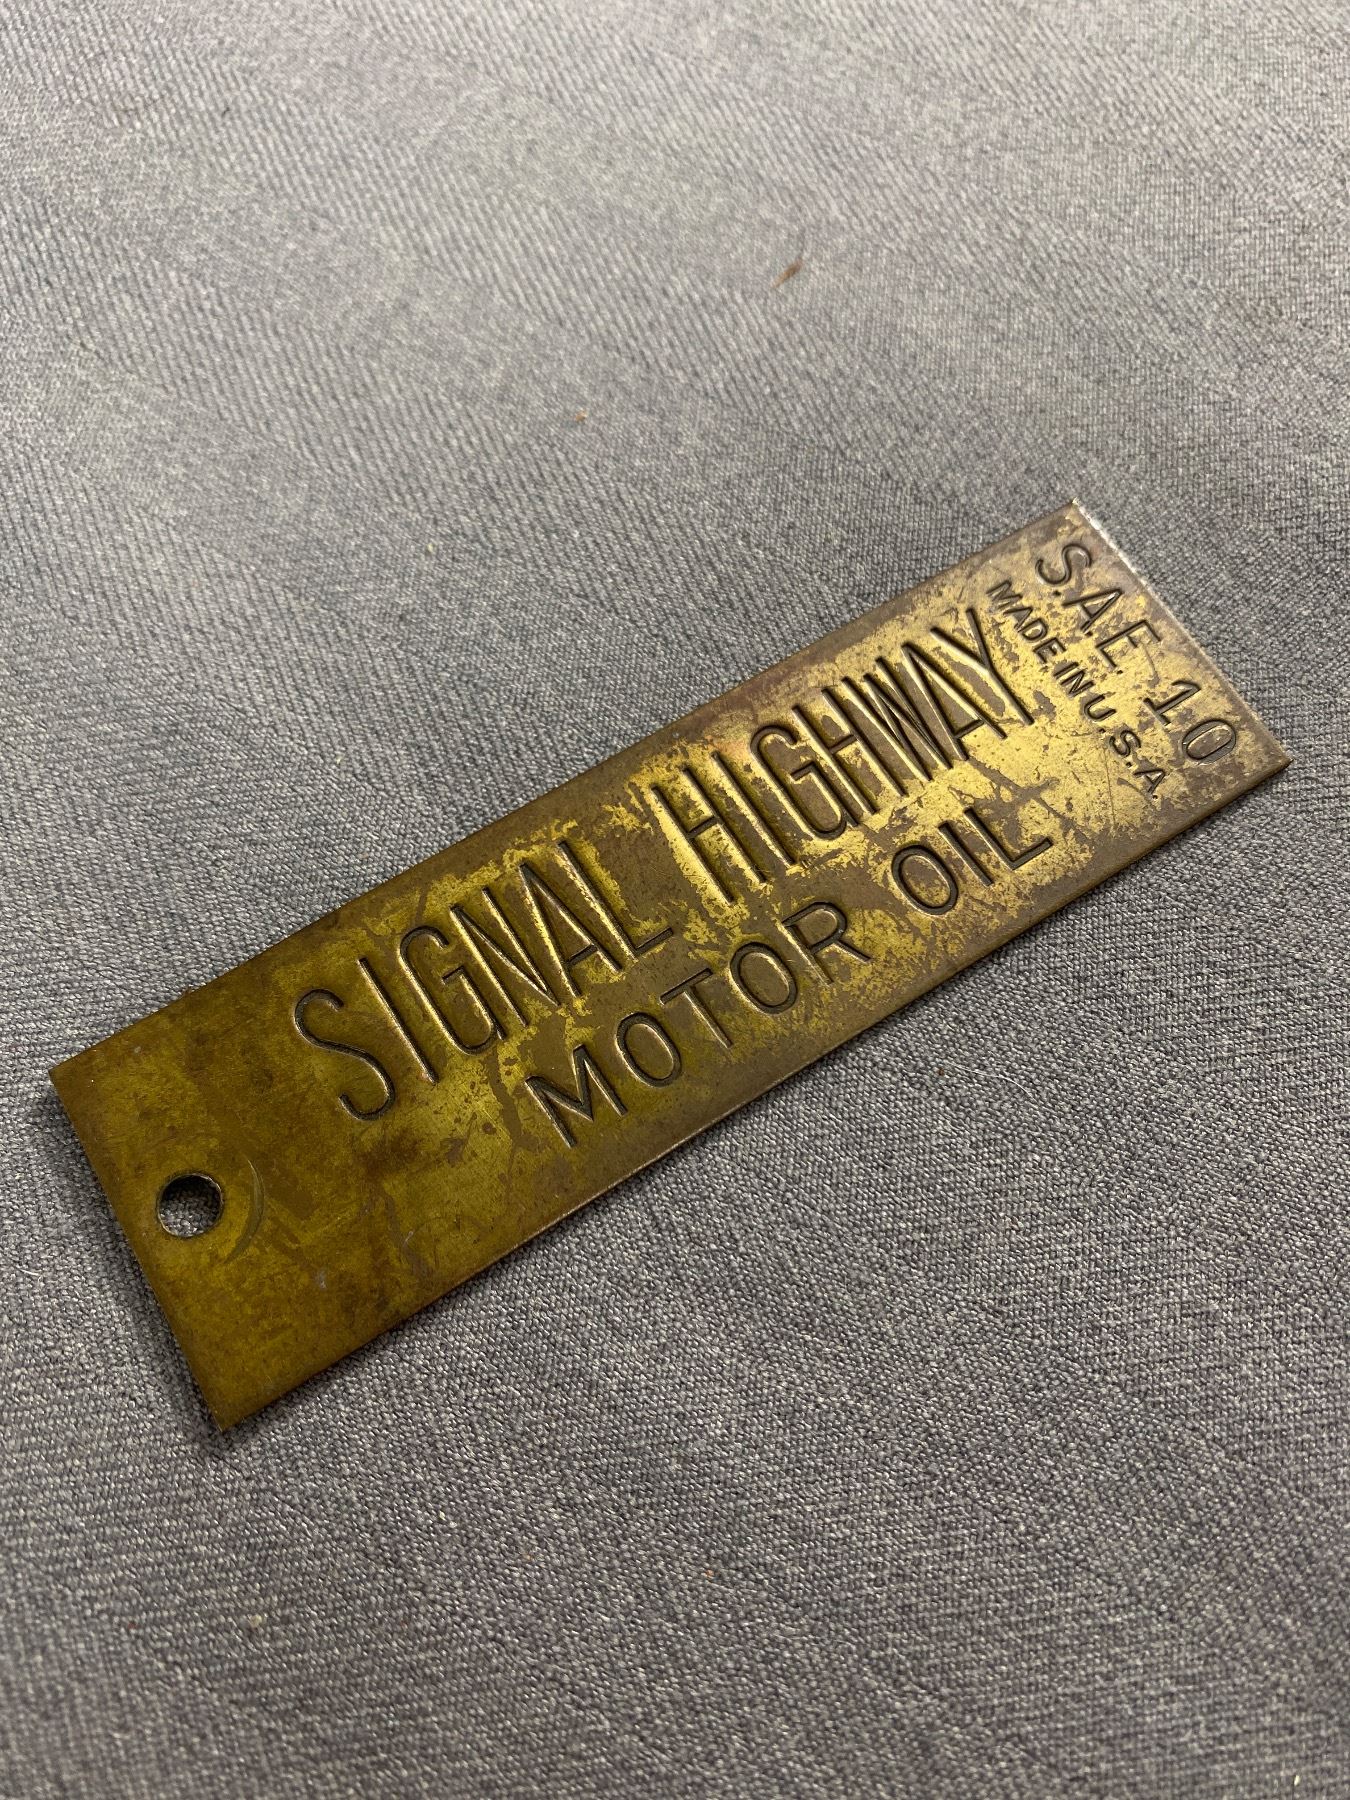 SIGNAL HIGHWAY
MOTOR OIL
S.A.E. 10
MADE IN U.S.A